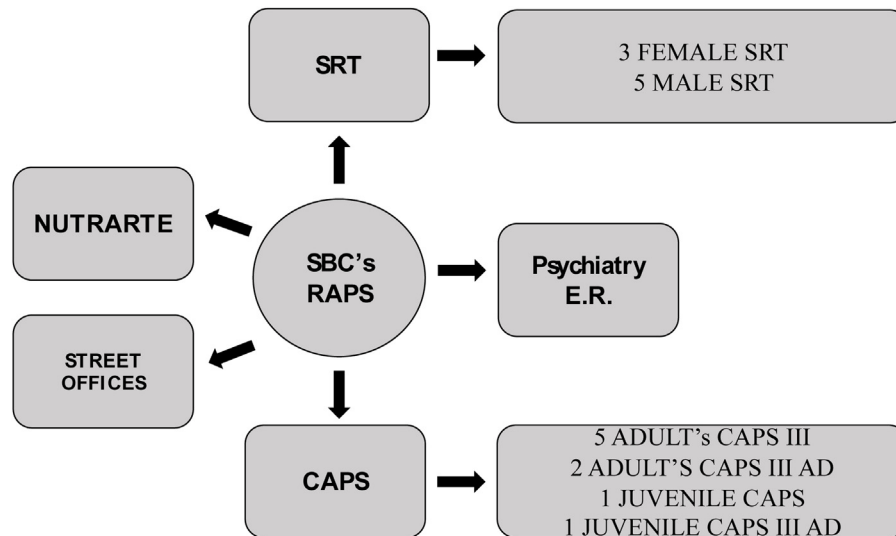 SRT
3 FEMALE SRT
5 MALE SRT
NUTRARTE
SBC's
RAPS
Psychiatry
E.R.
STREET
OFFICES
CAPS
5 ADULT's CAPS III
2 ADULT'S CAPS III AD
1 JUVENILE CAPS
1 JUVENILE CAPS III AD